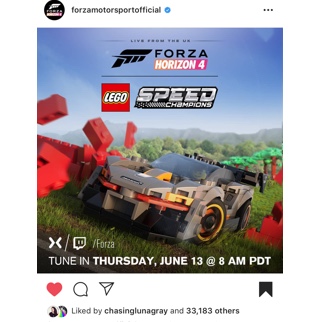 forzamotorsportofficial
LIVE FROM THE UK
FORZA
HORIZON 4
LEGO SPEED
CHAMPIONS
/Forza
TUNE IN THURSDAY, JUNE 13 @ 8 AM PDT
Liked by chasinglunagray and 33,183 others